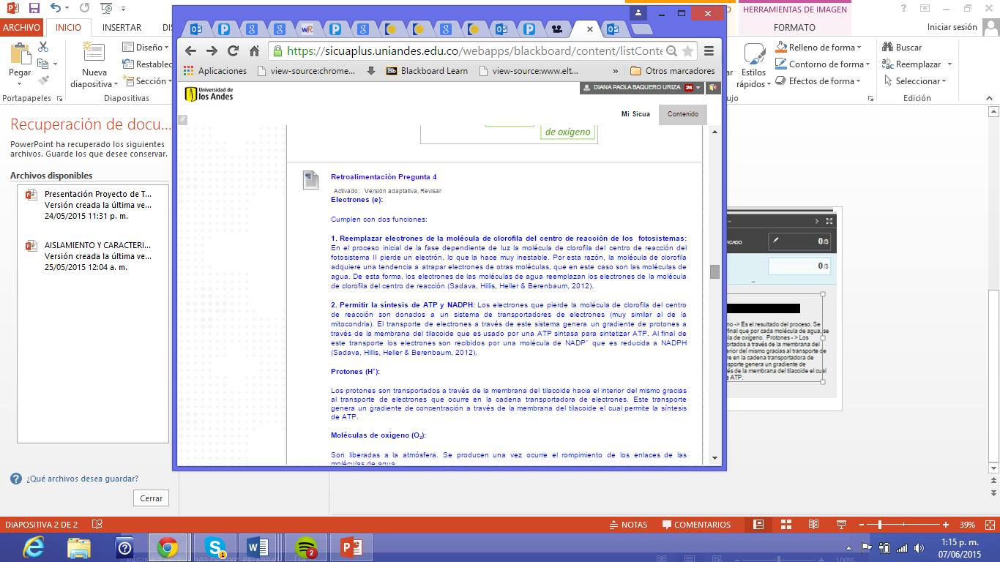 ARCHIVO
INICIO
INSERTAR
HERRAMIENTAS DE IMAGEN
FORMATO
Iniciar sesión
Pegar
Portapapeles
Nueva
diapositiva
Diseño
Restablec
Sección
Diapositivas
Estilos
rápidos
Relleno de forma
Contorno de forma
Efectos de forma
Buscar
Reemplazar
Seleccionar
Edición
https://sicuaplus.uniandes.edu.co/webapps/blackboard/content/listConte
Aplicaciones
view-source:chrome...
Bb Blackboard Learn
view-source:www.elt...
»
Otros marcadores
Universidad de
los Andes
DIANA PAOLA BAQUERO URIZA 24
Mi Sicua
Contenido
de oxígeno
Retroalimentación Pregunta 4
Activado: Versión adaptativa, Revisar
Electrones (e):
Cumplen con dos funciones:
1. Reemplazar electrones de la molécula de clorofila del centro de reacción de los fotosistemas:
En el proceso inicial de la fase dependiente de luz la molécula de clorofila del centro de reacción del
fotosistema II pierde un electrón, lo que la hace muy inestable. Por esta razón, la molécula de clorofila
adquiere una tendencia a atrapar electrones de otras moléculas, que en este caso son las moléculas de
agua. De esta forma, los electrones de las moléculas de agua reemplazan los electrones de la molécula
de clorofila del centro de reacción (Sadava, Hillis, Heller & Berenbaum, 2012).
2. Permitir la síntesis de ATP y NADPH: Los electrones que pierde la molécula de clorofila del centro
de reacción son donados a un sistema de transportadores de electrones (muy similar al de la
mitocondria). El transporte de electrones a través de este sistema genera un gradiente de protones a
través de la membrana del tilacoide que es usado por una ATP sintasa para sintetizar ATP. Al final de
este transporte los electrones son recibidos por una molécula de NADP⁺ que es reducida a NADPH
(Sadava, Hillis, Heller & Berenbaum, 2012).
Protones (H⁺):
Los protones son transportados a través de la membrana del tilacoide hacia el interior del mismo gracias
al transporte de electrones que ocurre en la cadena transportadora de electrones. Este transporte
genera un gradiente de concentración a través de la membrana del tilacoide el cual permite la síntesis
de ATP.
Moléculas de oxígeno (O₂):
Son liberadas a la atmósfera. Se producen una vez ocurre el rompimiento de los enlaces de las
moléculas de agua
Recuperación de docu...
PowerPoint ha recuperado los siguientes
archivos. Guarde los que desee conservar.
Archivos disponibles
Presentación Proyecto de T...
Versión creada la última ve...
24/05/2015 11:31 p. m.
AISLAMIENTO Y CARACTERI...
Versión creada la última ve...
25/05/2015 12:04 a. m.
¿Qué archivos desea guardar?
Cerrar
0/3
0/3
no -> Es el resultado del proceso. Se
final que por cada molécula de agua, se
la de oxigeno. Protones -> Los
portados a través de la membrana del
erior del mismo gracias al transporte de
re en la cadena transportadora de
sporte genera un gradiente de
és de la membrana del tilacoide el cual
e ATP.
DIAPOSITIVA 2 DE 2
NOTAS
COMENTARIOS
39%
1:15 p. m.
07/06/2015